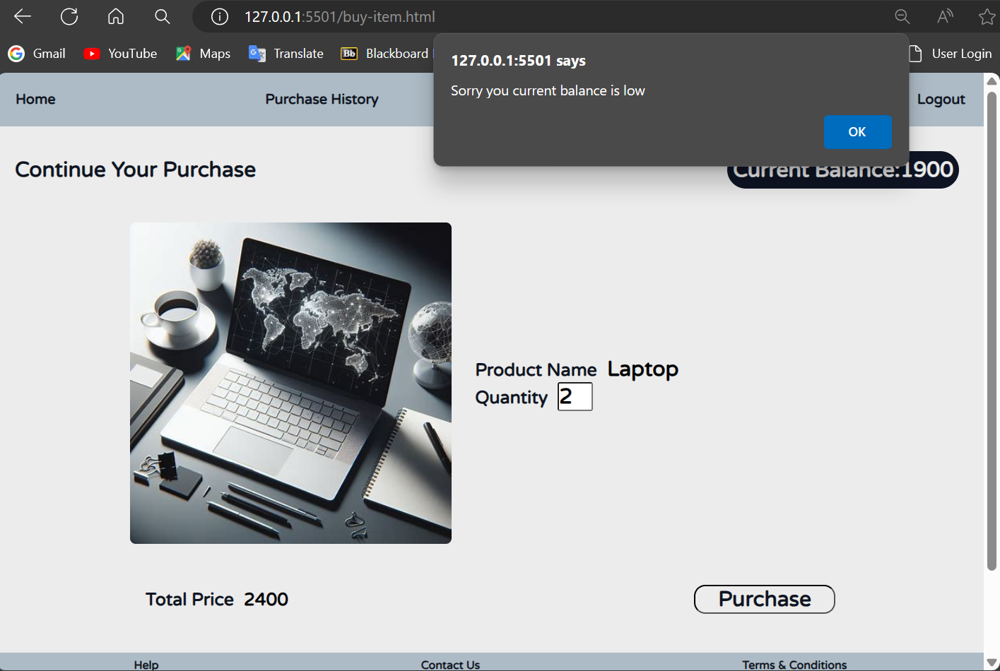 127.0.0.1:5501/buy-item.html
Gmail YouTube Maps Translate Bb Blackboard User Login
127.0.0.1:5501 says
Sorry you current balance is low
OK
Home Purchase History Logout
Continue Your Purchase Current Balance:1900
Product Name Laptop
Quantity 2
Total Price 2400 Purchase
Help Contact Us Terms & Conditions